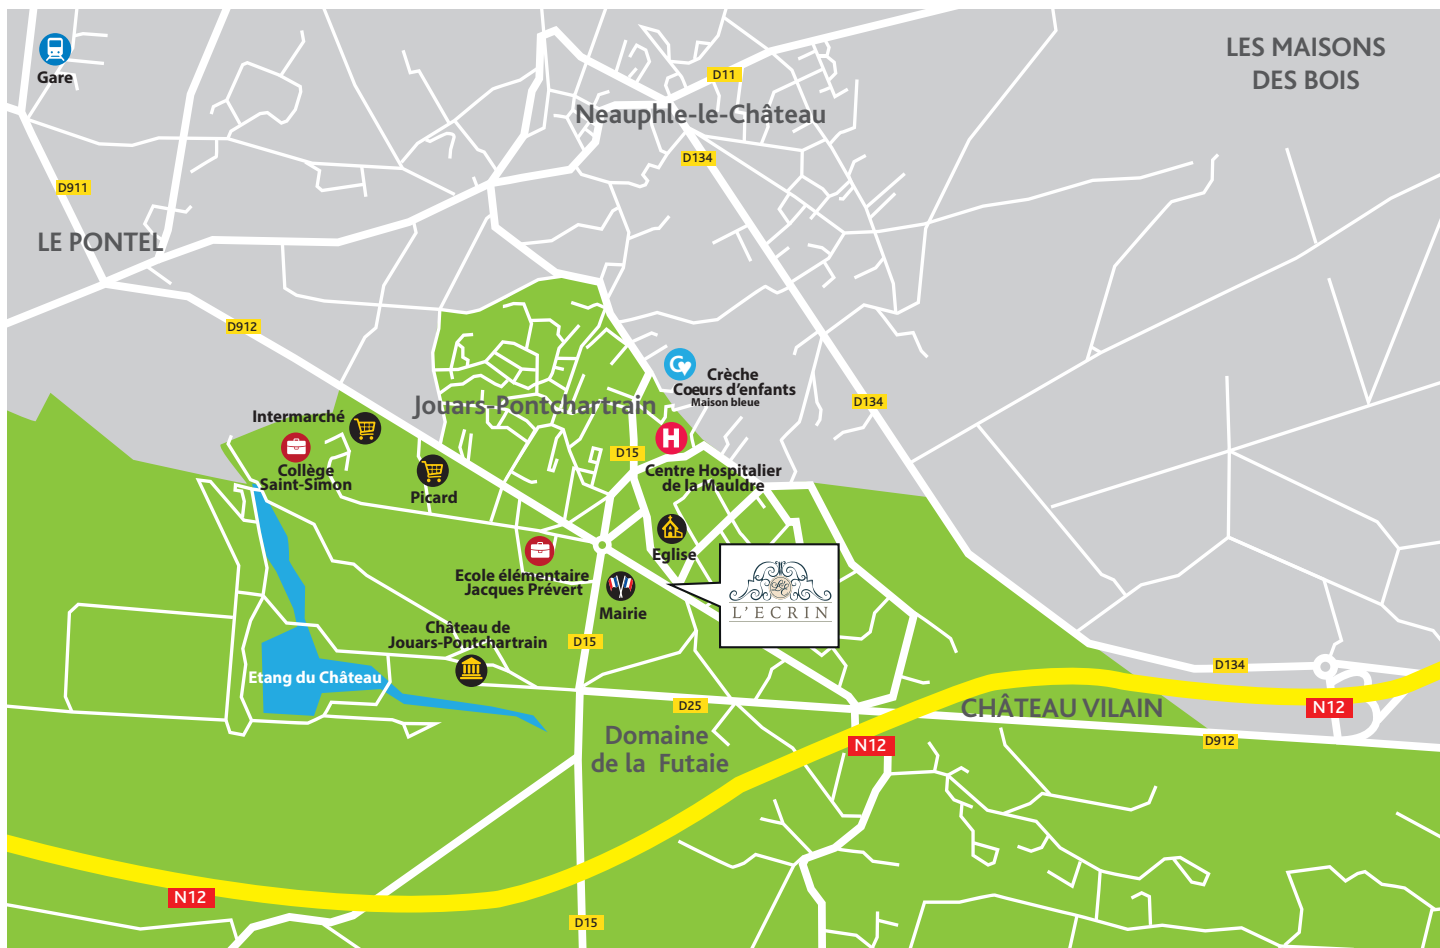 LES MAISONS
DES BOIS
Gare
D11
Neauphle-le-Château
D134
D911
LE PONTEL
D912
Crèche
Cœurs d'enfants
Maison bleue
D134
Jouars-Pontchartrain
Intermarché
D15
Collège
Saint-Simon
Centre Hospitalier
de la Mauldre
Picard
Eglise
Ecole élémentaire
Jacques Prévert
Mairie
L'ECRIN
Château de
Jouars-Pontchartrain
D15
D134
Etang du Château
D25
CHÂTEAU VILAIN
N12
Domaine
de la Futaie
N12
D912
N12
D15